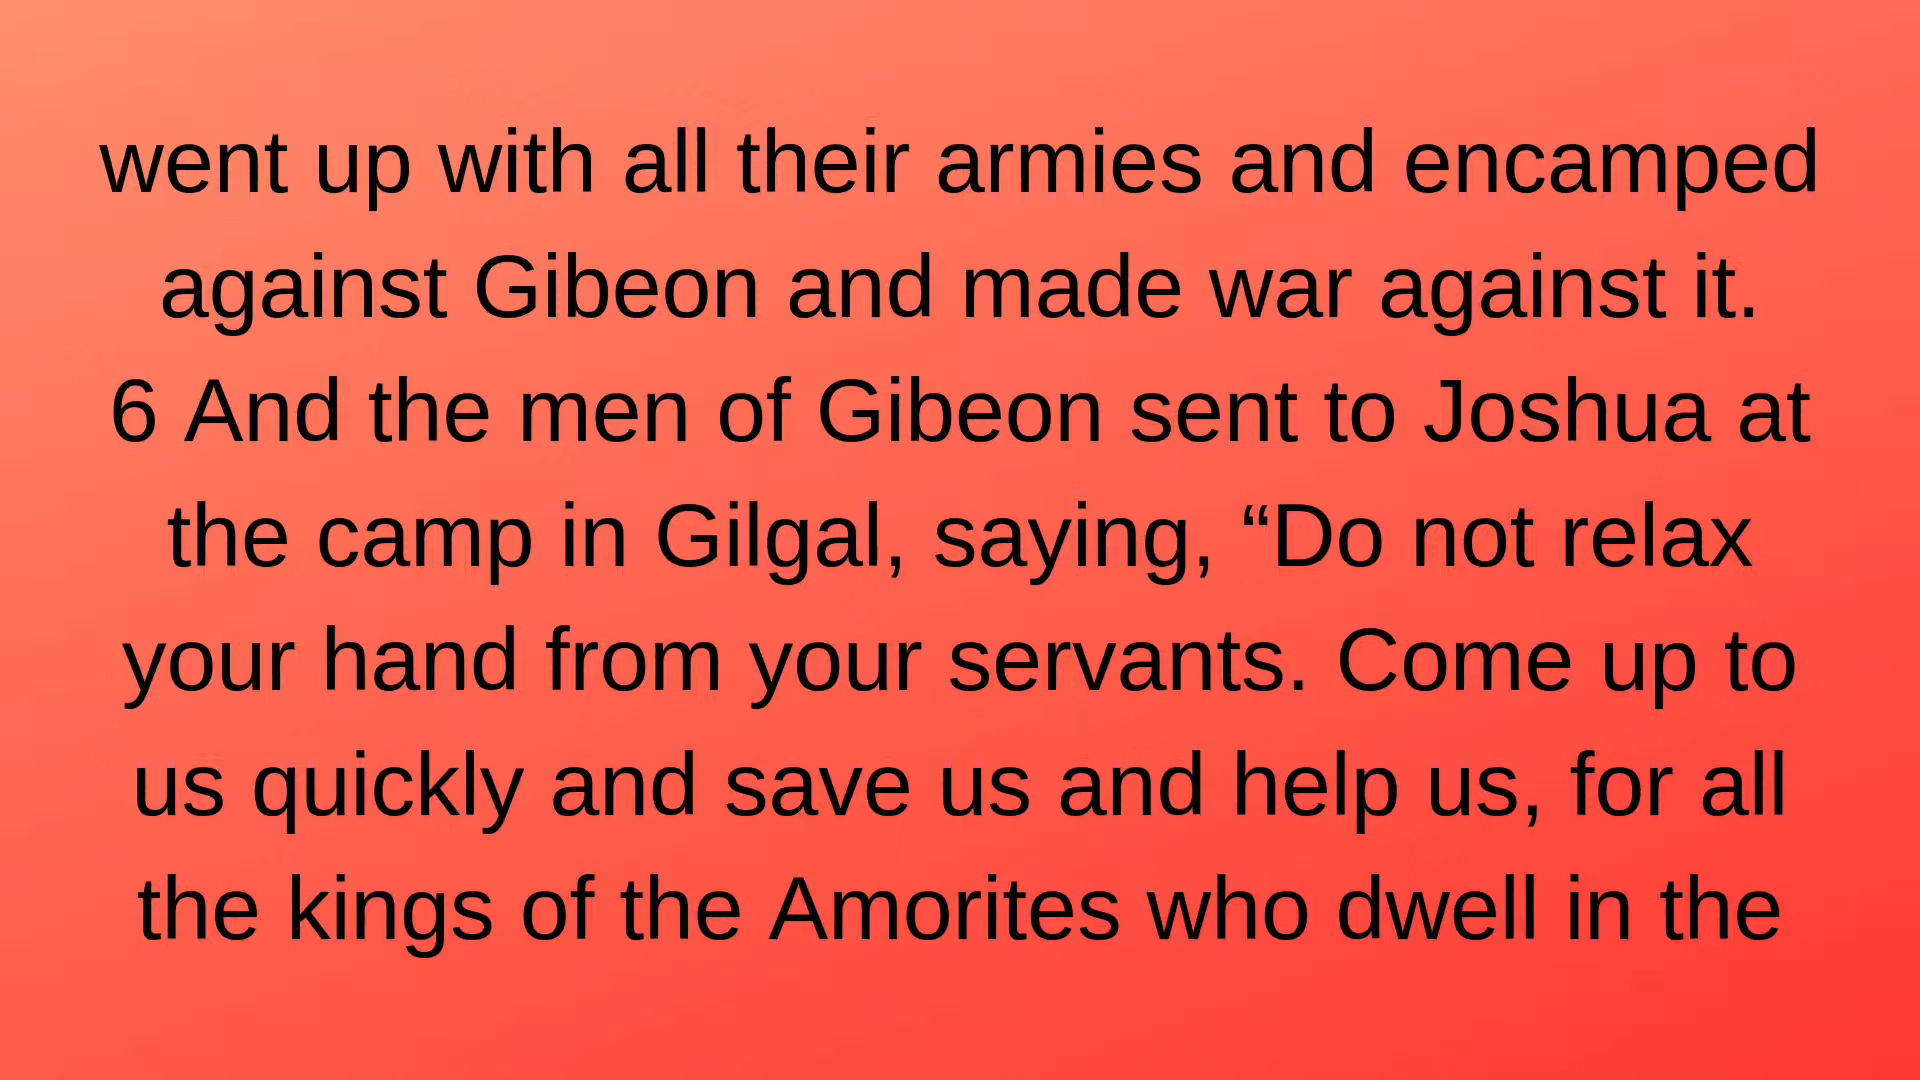 went up with all their armies and encamped
against Gibeon and made war against it.
6 And the men of Gibeon sent to Joshua at
the camp in Gilgal, saying, “Do not relax
your hand from your servants. Come up to
us quickly and save us and help us, for all
the kings of the Amorites who dwell in the